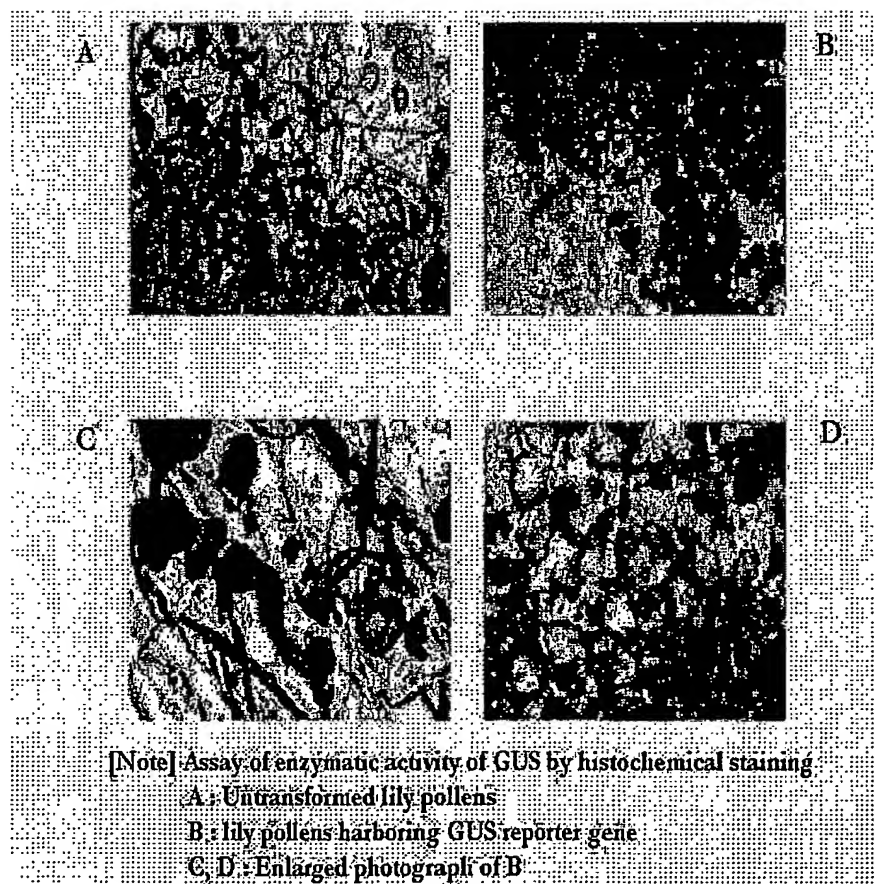 A
B
C
D
[Note] Assay of enzymatic activity of GUS by histochemical staining
A : Untransformed lily pollens
B : lily pollens harboring GUS reporter gene
C, D : Enlarged photograph of B